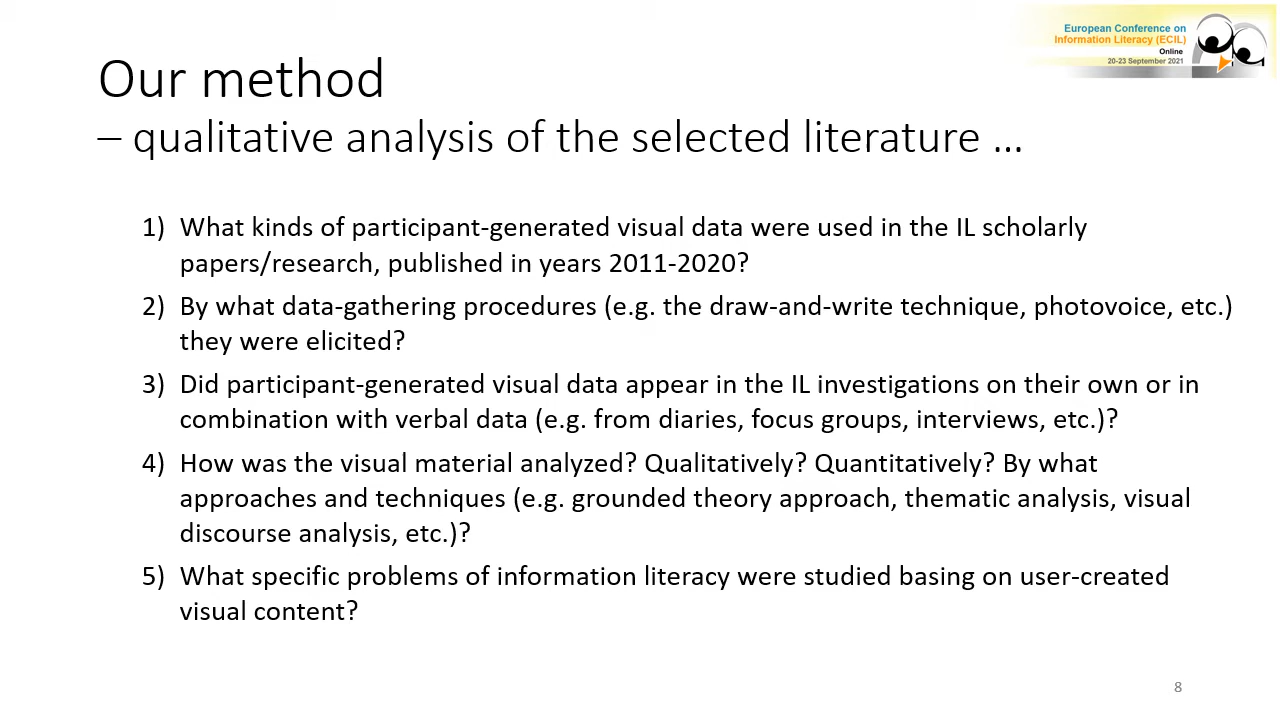 European Conference on
Information Literacy (ECIL)
Online
20-23 September 2021
Our method
– qualitative analysis of the selected literature …
1) What kinds of participant-generated visual data were used in the IL scholarly
papers/research, published in years 2011-2020?
2) By what data-gathering procedures (e.g. the draw-and-write technique, photovoice, etc.)
they were elicited?
3) Did participant-generated visual data appear in the IL investigations on their own or in
combination with verbal data (e.g. from diaries, focus groups, interviews, etc.)?
4) How was the visual material analyzed? Qualitatively? Quantitatively? By what
approaches and techniques (e.g. grounded theory approach, thematic analysis, visual
discourse analysis, etc.)?
5) What specific problems of information literacy were studied basing on user-created
visual content?
8